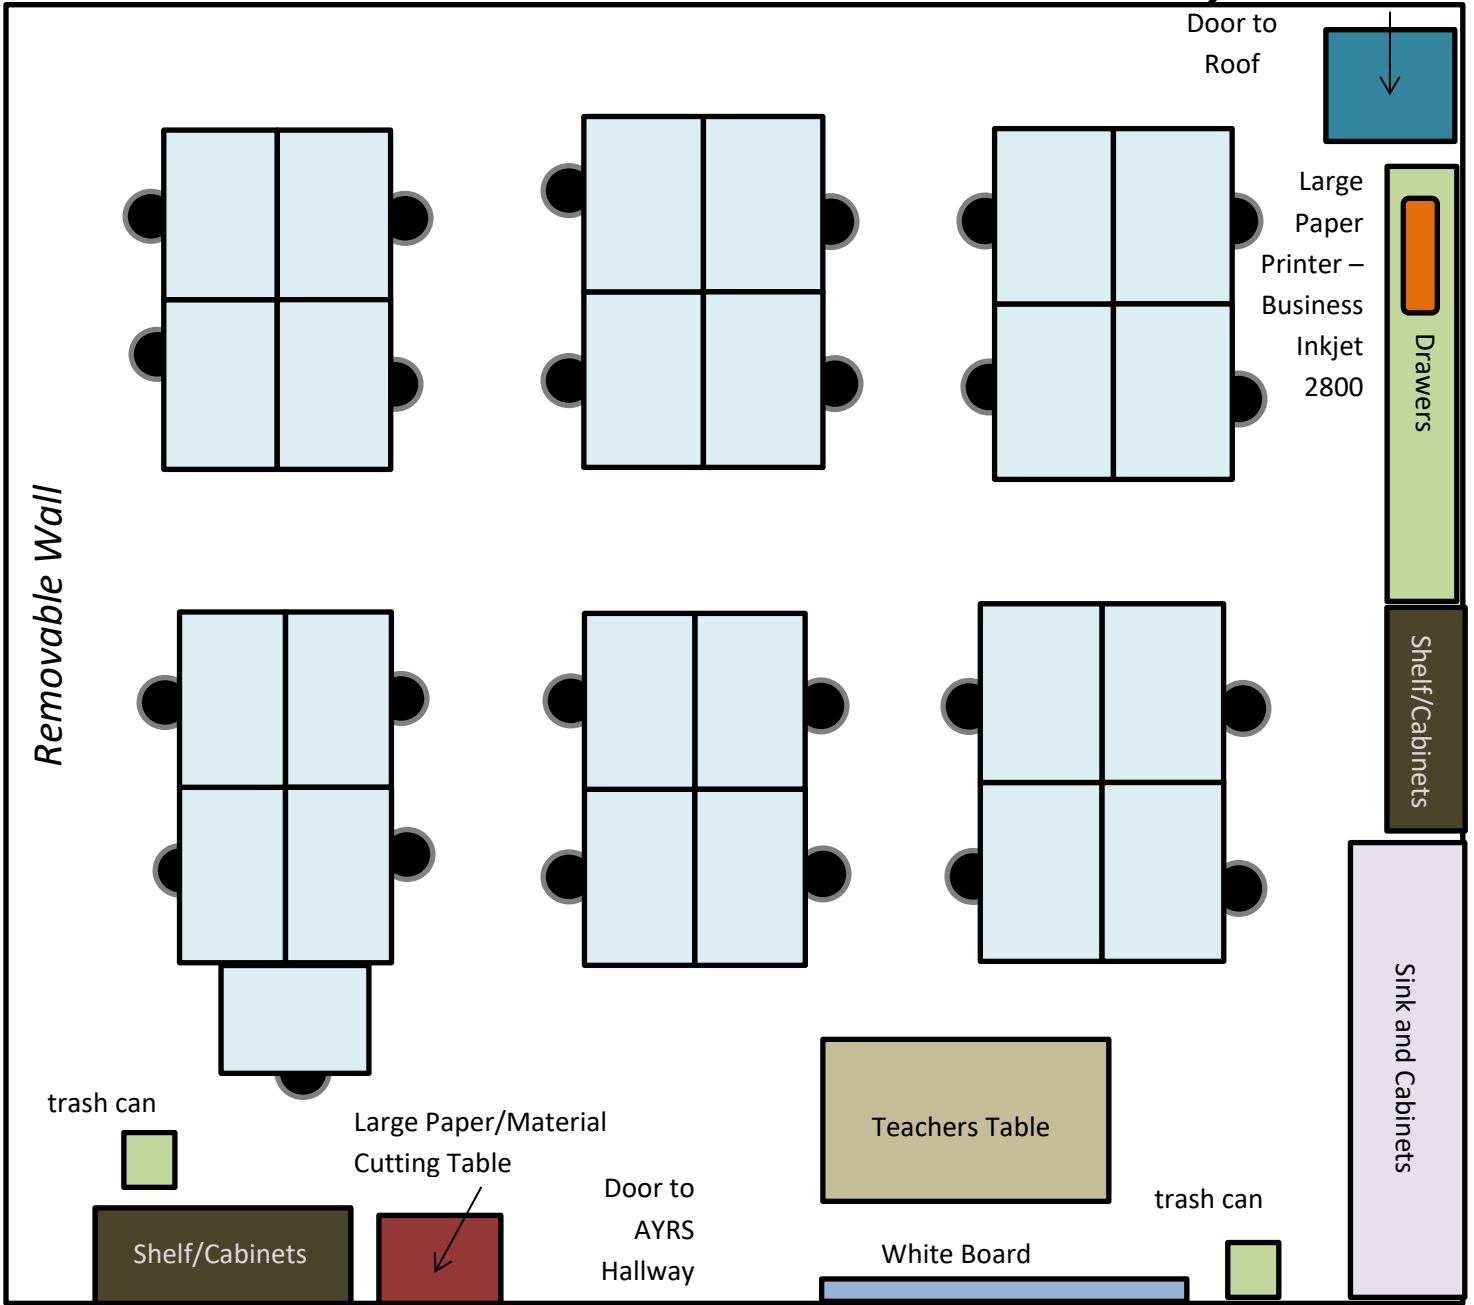 Door to
Roof
Large
Paper
Printer –
Business
Inkjet
2800
Drawers
Removable Wall
Shelf/Cabinets
Sink and Cabinets
trash can
Large Paper/Material
Cutting Table
Teachers Table
Door to
AYRS
Hallway
trash can
Shelf/Cabinets
White Board